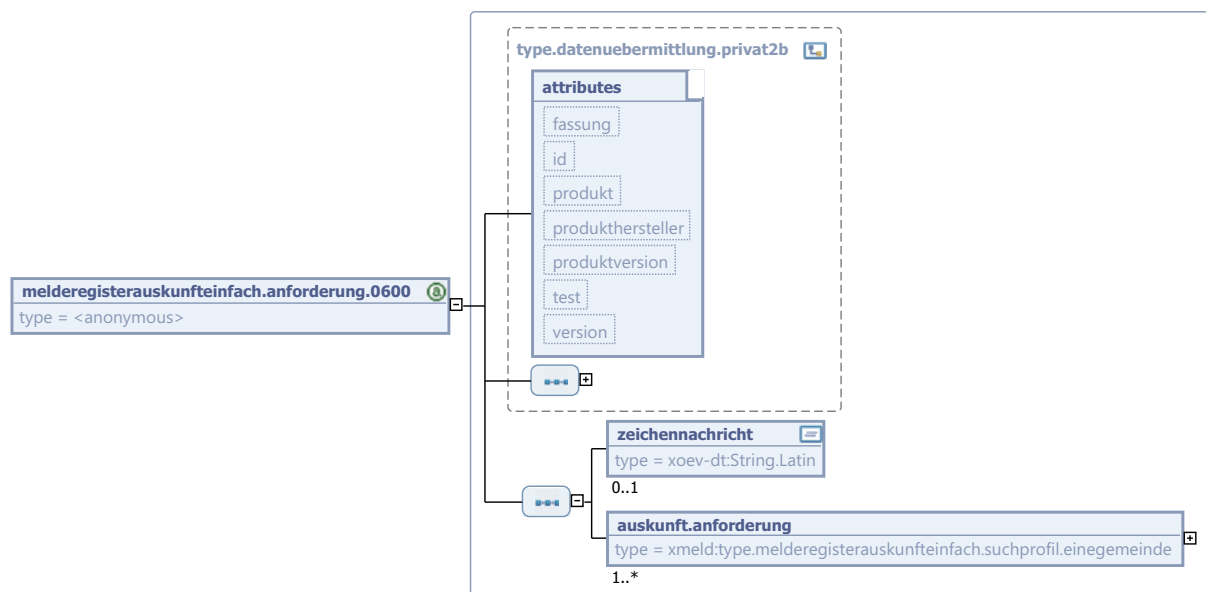 type.datenuebermittlung.privat2b
attributes
fassung
id
produkt
produkthersteller
produktversion
test
version
melderegisterauskunfteinfach.anforderung.0600
type = <anonymous>
zeichennachricht
type = xoev-dt:String.Latin
0..1
auskunft.anforderung
type = xmeld:type.melderegisterauskunfteinfach.suchprofil.einegemeinde
1..*